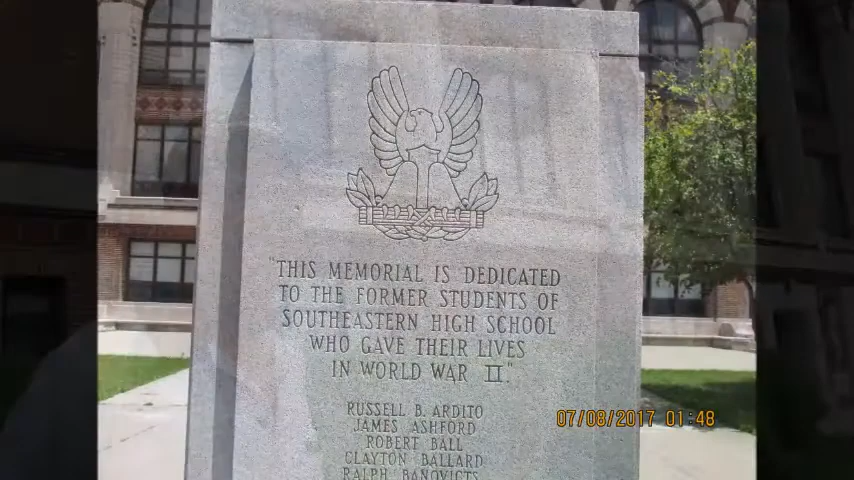 "THIS MEMORIAL IS DEDICATED
TO THE FORMER STUDENTS OF
SOUTHEASTERN HIGH SCHOOL
WHO GAVE THEIR LIVES
IN WORLD WAR II."
RUSSELL B. ARDITO
JAMES ASHFORD
ROBERT BALL
CLAYTON BALLARD
RALPH
07/08/2017 01:48